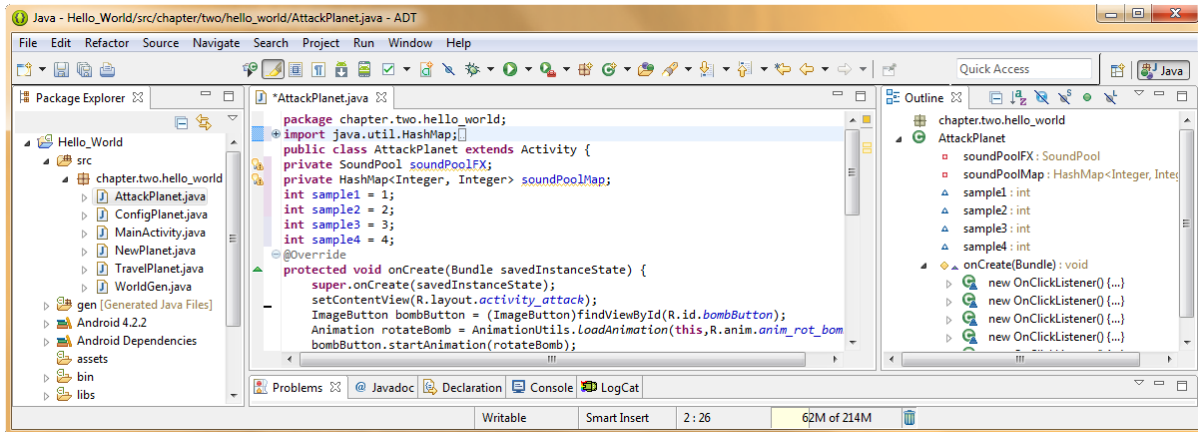 Java - Hello_World/src/chapter/two/hello_world/AttackPlanet.java - ADT
File Edit Refactor Source Navigate Search Project Run Window Help
Quick Access
Java
Package Explorer
Hello_World
src
chapter.two.hello_world
AttackPlanet.java
ConfigPlanet.java
MainActivity.java
NewPlanet.java
TravelPlanet.java
WorldGen.java
gen [Generated Java Files]
Android 4.2.2
Android Dependencies
assets
bin
libs
*AttackPlanet.java
package chapter.two.hello_world;
import java.util.HashMap;
public class AttackPlanet extends Activity {
private SoundPool soundPoolFX;
private HashMap<Integer, Integer> soundPoolMap;
int sample1 = 1;
int sample2 = 2;
int sample3 = 3;
int sample4 = 4;
@Override
protected void onCreate(Bundle savedInstanceState) {
super.onCreate(savedInstanceState);
setContentView(R.layout.activity_attack);
ImageButton bombButton = (ImageButton)findViewById(R.id.bombButton);
Animation rotateBomb = AnimationUtils.loadAnimation(this,R.anim.anim_rot_bom
bombButton.startAnimation(rotateBomb);
Outline
chapter.two.hello_world
AttackPlanet
soundPoolFX : SoundPool
soundPoolMap : HashMap<Integer, Integ
sample1 : int
sample2 : int
sample3 : int
sample4 : int
onCreate(Bundle) : void
new OnClickListener() {...}
new OnClickListener() {...}
new OnClickListener() {...}
new OnClickListener() {...}
Problems @ Javadoc Declaration Console LogCat
Writable Smart Insert 2 : 26 62M of 214M